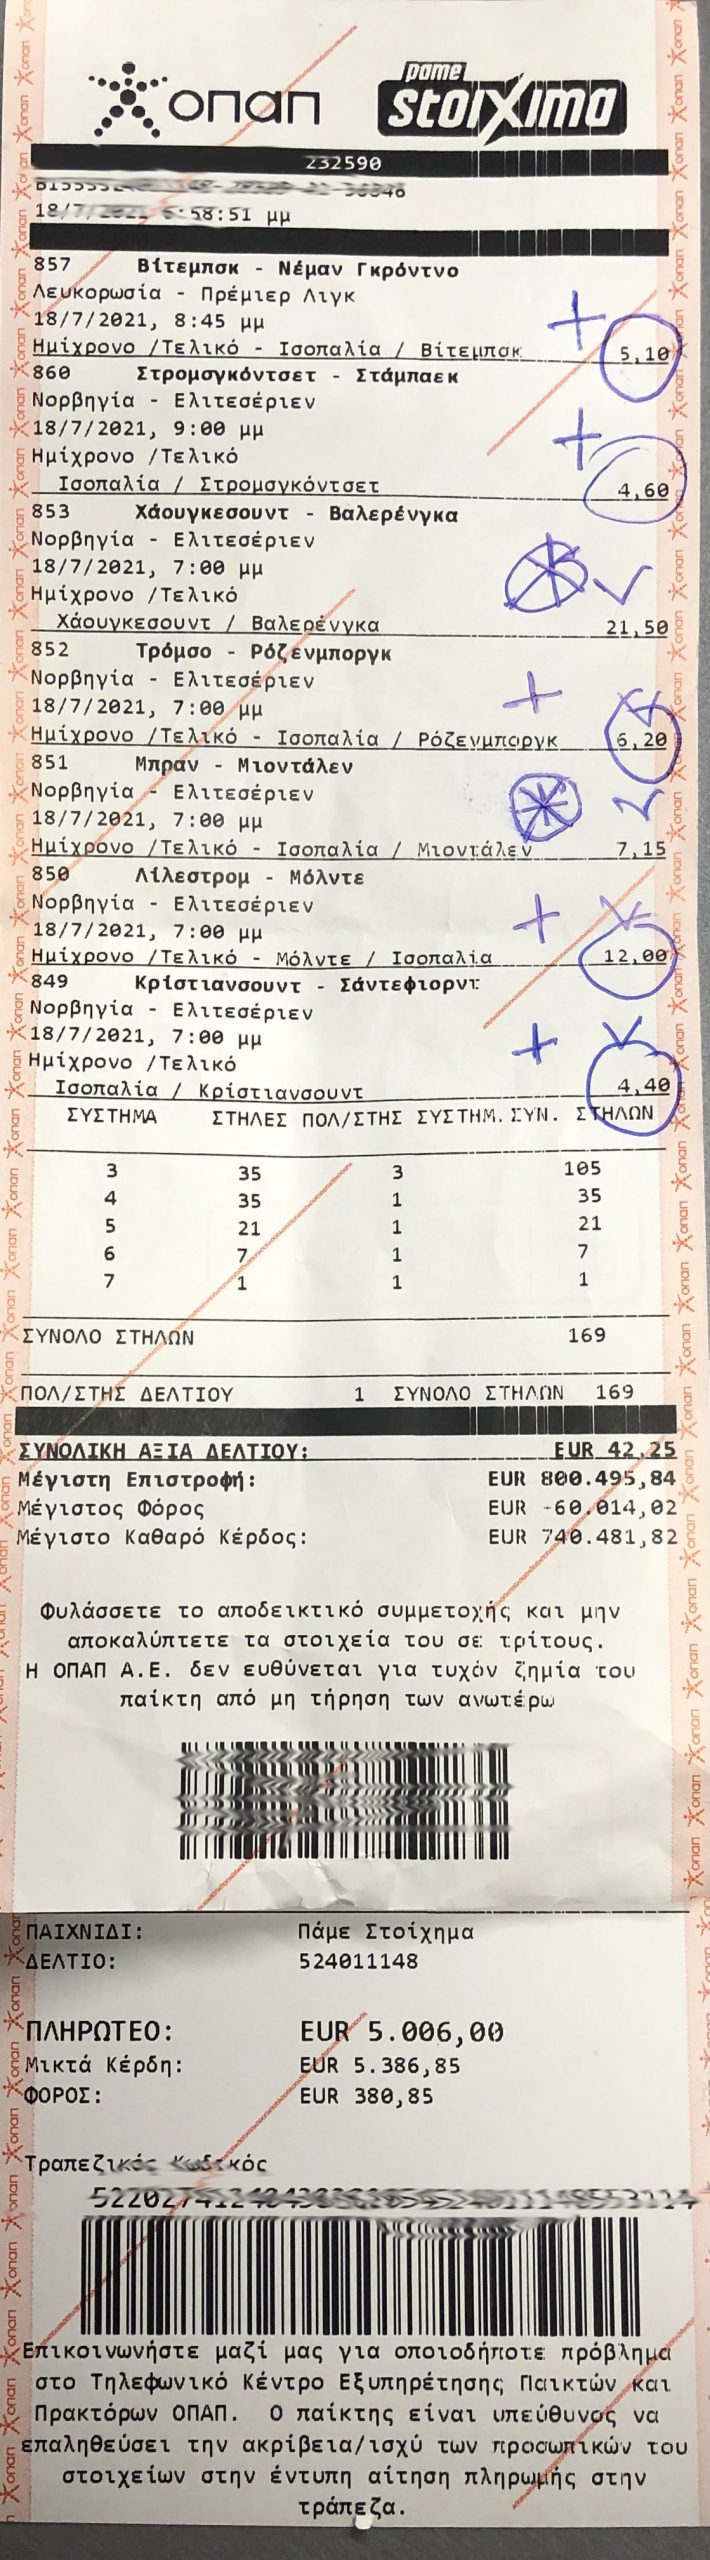 οπαπ
pame stoixima
232590
18/7/2021 :58:51 μμ
857 Βίτεμπσκ - Νέμαν Γκρόντνο
Λευκορωσία - Πρέμιερ Λιγκ
18/7/2021, 8:45 μμ
Ημίχρονο /Τελικό - Ισοπαλία / Βίτεμπσκ 5,10
860 Στρομσγκόντσετ - Στάμπαεκ
Νορβηγία - Ελιτεσέριεν
18/7/2021, 9:00 μμ
Ημίχρονο /Τελικό
Ισοπαλία / Στρομσγκόντσετ 4,60
853 Χάουγκεσουντ - Βαλερένγκα
Νορβηγία - Ελιτεσέριεν
18/7/2021, 7:00 μμ
Ημίχρονο /Τελικό
Χάουγκεσουντ / Βαλερένγκα 21,50
852 Τρόμσο - Ρόζενμποργκ
Νορβηγία - Ελιτεσέριεν
18/7/2021, 7:00 μμ
Ημίχρονο /Τελικό - Ισοπαλία / Ρόζενμποργκ 6,20
851 Μπραν - Μιοντάλεν
Νορβηγία - Ελιτεσέριεν
18/7/2021, 7:00 μμ
Ημίχρονο /Τελικό - Ισοπαλία / Μιοντάλεν 7,15
850 Λίλεστρομ - Μόλντε
Νορβηγία - Ελιτεσέριεν
18/7/2021, 7:00 μμ
Ημίχρονο /Τελικό - Μόλντε / Ισοπαλία 12,00
849 Κρίστιανσουντ - Σάντεφιορντ
Νορβηγία - Ελιτεσέριεν
18/7/2021, 7:00 μμ
Ημίχρονο /Τελικό
Ισοπαλία / Κρίστιανσουντ 4,40
ΣΥΣΤΗΜΑ ΣΤΗΛΕΣ ΠΟΛ/ΣΤΗΣ ΣΥΣΤΗΜ. ΣΥΝ. ΣΤΗΛΩΝ
3 35 3 105
4 35 1 35
5 21 1 21
6 7 1 7
7 1 1 1
ΣΥΝΟΛΟ ΣΤΗΛΩΝ 169
ΠΟΛ/ΣΤΗΣ ΔΕΛΤΙΟΥ 1 ΣΥΝΟΛΟ ΣΤΗΛΩΝ 169
ΣΥΝΟΛΙΚΗ ΑΞΙΑ ΔΕΛΤΙΟΥ: EUR 42,25
Μέγιστη Επιστροφή: EUR 800.495,84
Μέγιστος Φόρος EUR -60.014,02
Μέγιστο Καθαρό Κέρδος: EUR 740.481,82
Φυλάσσετε το αποδεικτικό συμμετοχής και μην
αποκαλύπτετε τα στοιχεία του σε τρίτους.
Η ΟΠΑΠ Α.Ε. δεν ευθύνεται για τυχόν ζημία του
παίκτη από μη τήρηση των ανωτέρω
ΠΑΙΧΝΙΔΙ: Πάμε Στοίχημα
ΔΕΛΤΙΟ: 524011148
ΠΛΗΡΩΤΕΟ: EUR 5.006,00
Μικτά Κέρδη: EUR 5.386,85
ΦΟΡΟΣ: EUR 380,85
Τραπεζικός Κωδικός
Επικοινωνήστε μαζί μας για οποιοδήποτε πρόβλημα
στο Τηλεφωνικό Κέντρο Εξυπηρέτησης Παικτών και
Πρακτόρων ΟΠΑΠ. Ο παίκτης είναι υπεύθυνος να
επαληθεύσει την ακρίβεια/ισχύ των προσωπικών του
στοιχείων στην έντυπη αίτηση πληρωμής στην
τράπεζα.